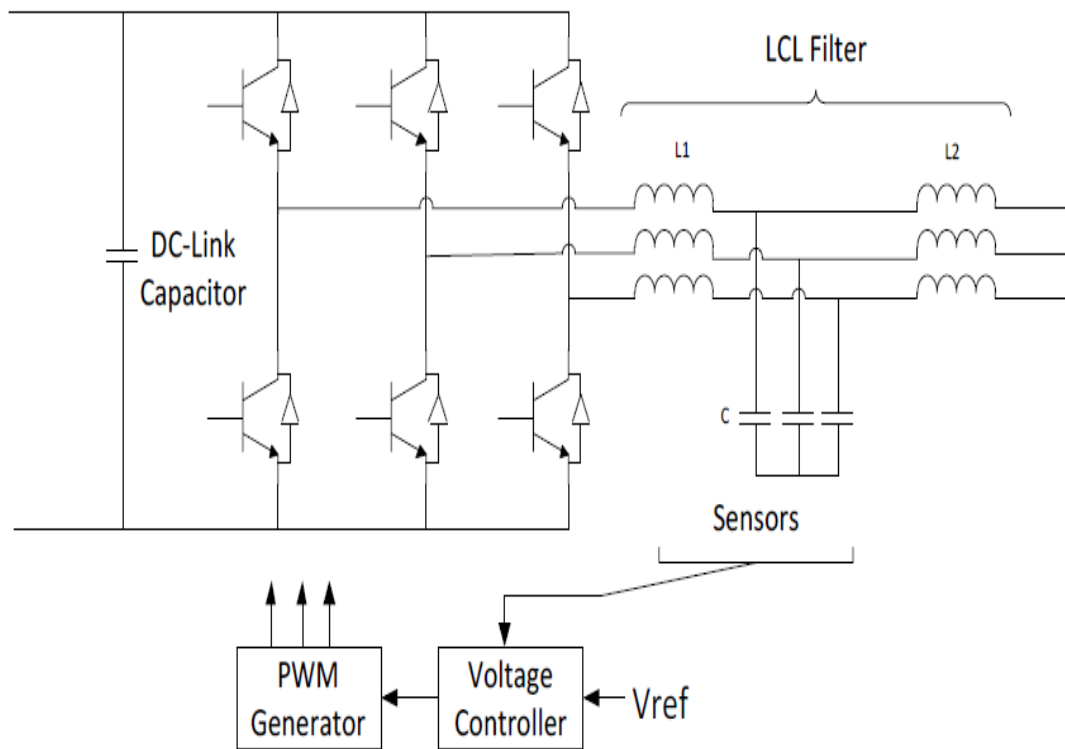 LCL Filter
L1
L2
DC-Link
Capacitor
C
Sensors
PWM
Generator
Voltage
Controller
Vref